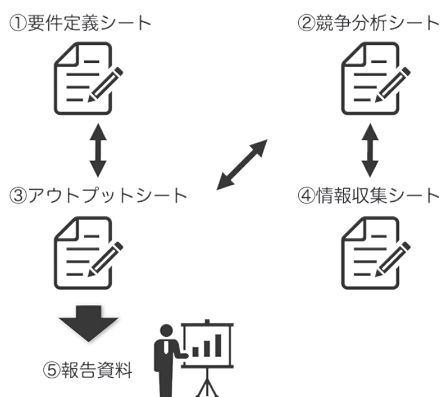 ①要件定義シート
②競争分析シート
③アウトプットシート
④情報収集シート
⑤報告資料